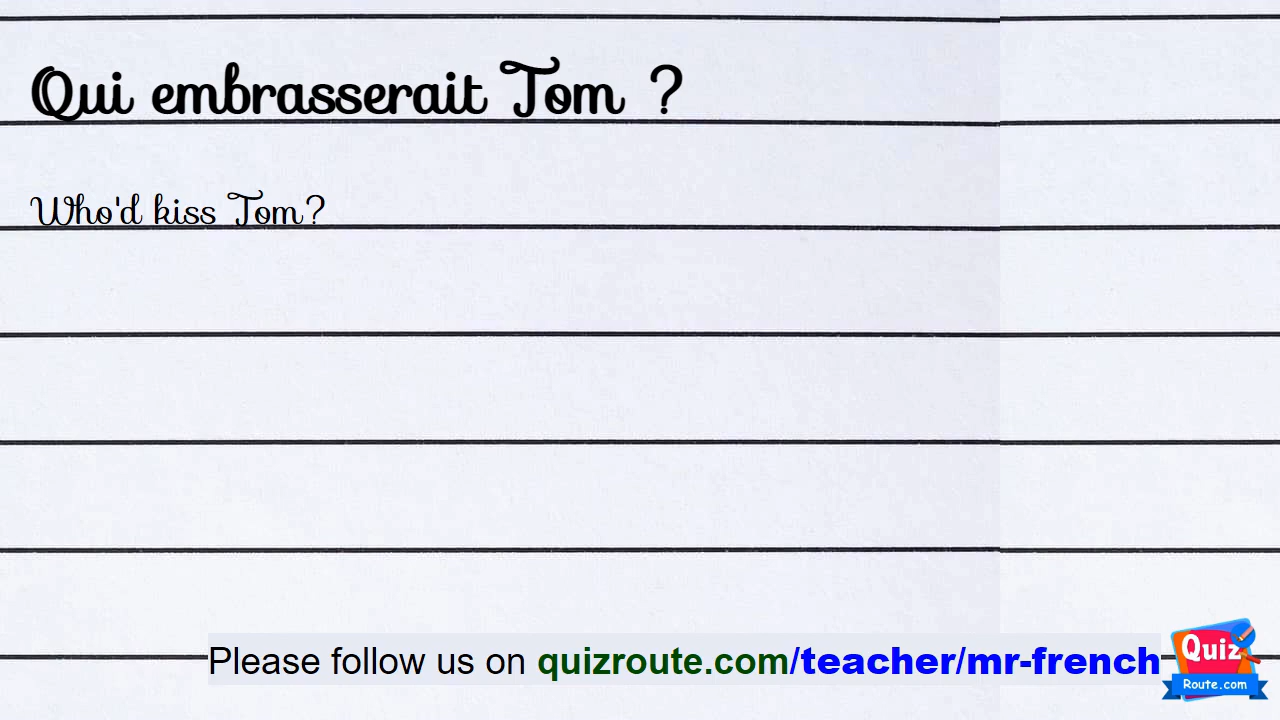 Qui embrasserait Tom ?
Who'd kiss Tom?
Please follow us on quizroute.com/teacher/mr-french
Quiz
Route.com